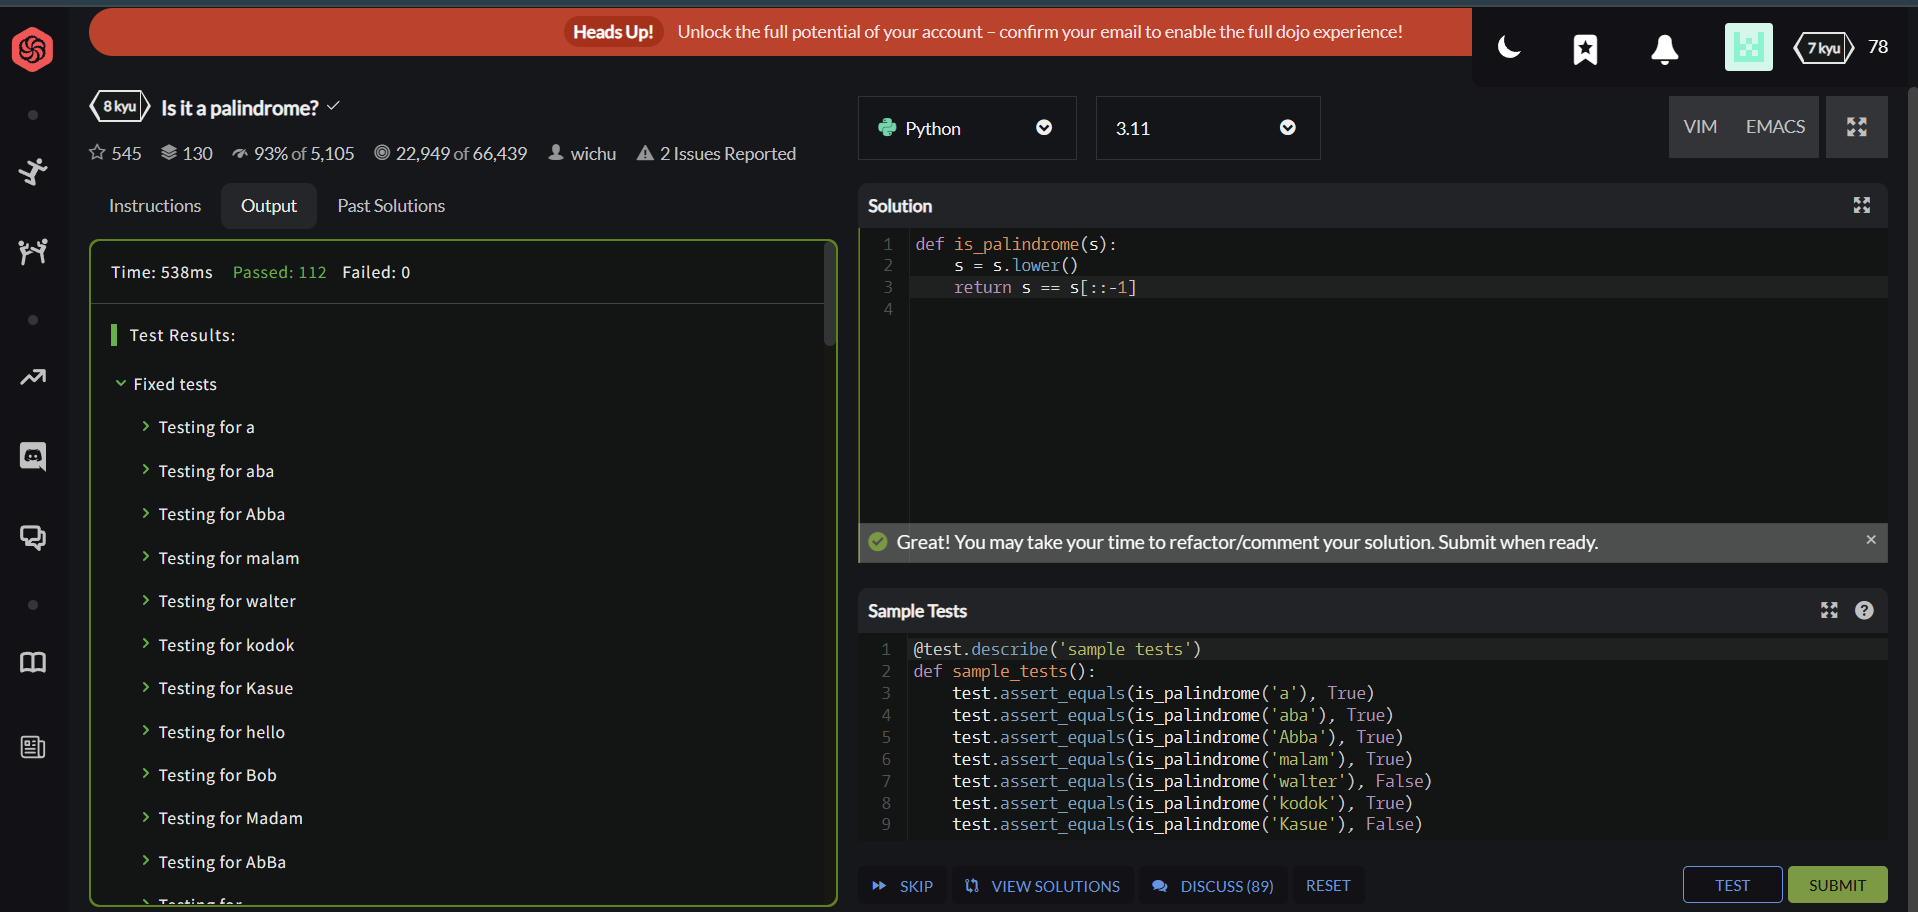 Heads Up! Unlock the full potential of your account – confirm your email to enable the full dojo experience!
7 kyu 78
8 kyu Is it a palindrome?
545 130 93% of 5,105 22,949 of 66,439 wichu 2 Issues Reported
Instructions Output Past Solutions
Time: 538ms Passed: 112 Failed: 0
Test Results:
Fixed tests
Testing for a
Testing for aba
Testing for Abba
Testing for malam
Testing for walter
Testing for kodok
Testing for Kasue
Testing for hello
Testing for Bob
Testing for Madam
Testing for AbBa
Testing for
Python 3.11 VIM EMACS
Solution
1 def is_palindrome(s):
2 s = s.lower()
3 return s == s[::-1]
4
Great! You may take your time to refactor/comment your solution. Submit when ready.
Sample Tests
1 @test.describe('sample tests')
2 def sample_tests():
3 test.assert_equals(is_palindrome('a'), True)
4 test.assert_equals(is_palindrome('aba'), True)
5 test.assert_equals(is_palindrome('Abba'), True)
6 test.assert_equals(is_palindrome('malam'), True)
7 test.assert_equals(is_palindrome('walter'), False)
8 test.assert_equals(is_palindrome('kodok'), True)
9 test.assert_equals(is_palindrome('Kasue'), False)
SKIP VIEW SOLUTIONS DISCUSS (89) RESET TEST SUBMIT